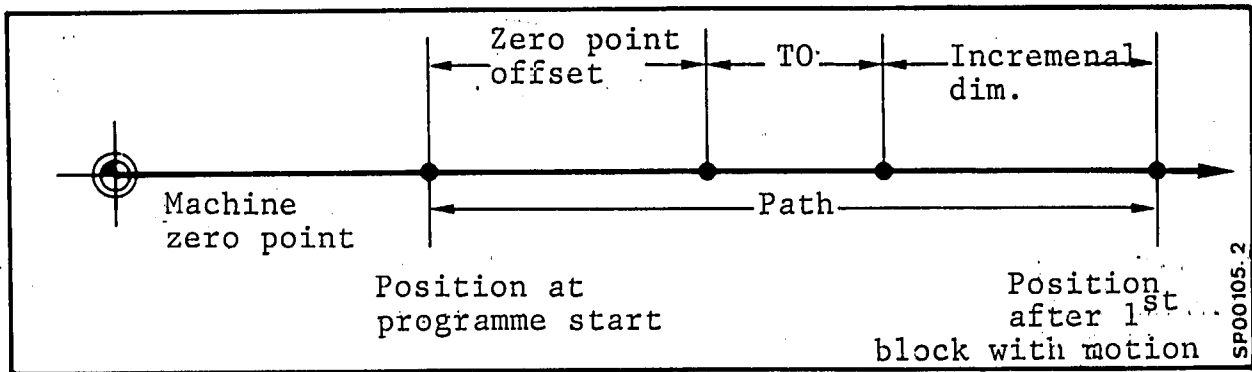 Zero point
offset
TO
Incremenal
dim.
Machine
zero point
Path
Position at
programme start
Position
after 1st
block with motion
SP00105.2